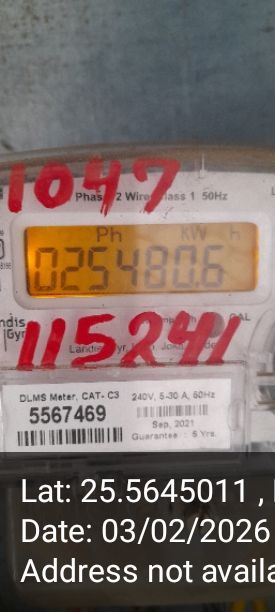 1047
Phase 2 Wire Class 1 50Hz
Ph KW h
025480.6
115241
DLMS Meter, CAT- C3
5567469
240V, 5-30 A, 50Hz
Sep, 2021
Guarantee : 5 Yrs.
Lat: 25.5645011 ,
Date: 03/02/2026
Address not availa